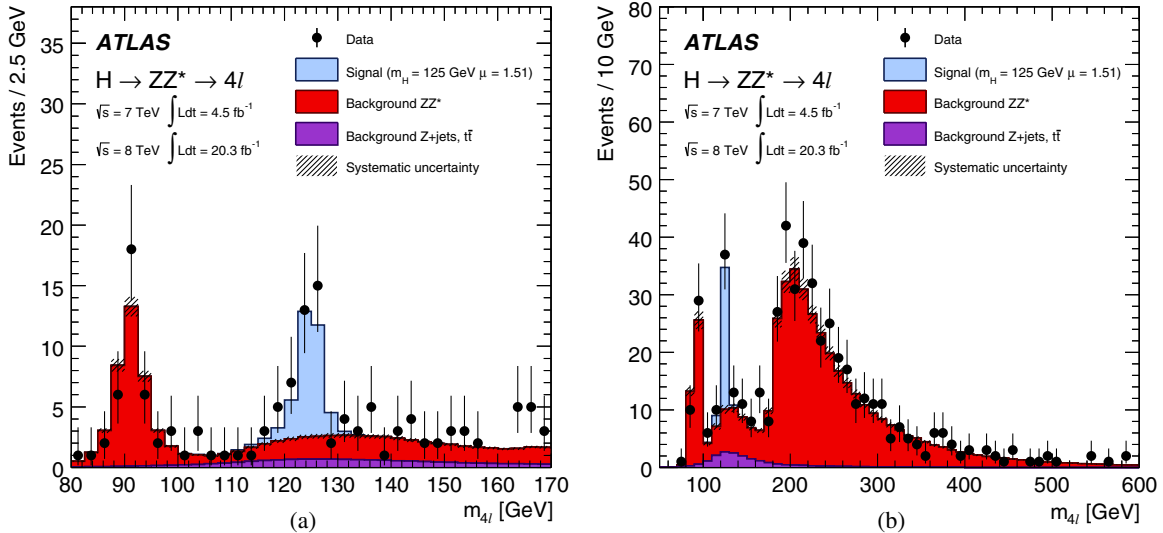 Events / 2.5 GeV
35
30
25
20
15
10
5
0
ATLAS
H → ZZ* → 4l
√s = 7 TeV ∫Ldt = 4.5 fb⁻¹
√s = 8 TeV ∫Ldt = 20.3 fb⁻¹
Data
Signal (m_H = 125 GeV μ = 1.51)
Background ZZ*
Background Z+jets, tt̄
Systematic uncertainty
80 90 100 110 120 130 140 150 160 170
m₄ₗ [GeV]
(a)
Events / 10 GeV
80
70
60
50
40
30
20
10
0
ATLAS
H → ZZ* → 4l
√s = 7 TeV ∫Ldt = 4.5 fb⁻¹
√s = 8 TeV ∫Ldt = 20.3 fb⁻¹
Data
Signal (m_H = 125 GeV μ = 1.51)
Background ZZ*
Background Z+jets, tt̄
Systematic uncertainty
100 200 300 400 500 600
m₄ₗ [GeV]
(b)